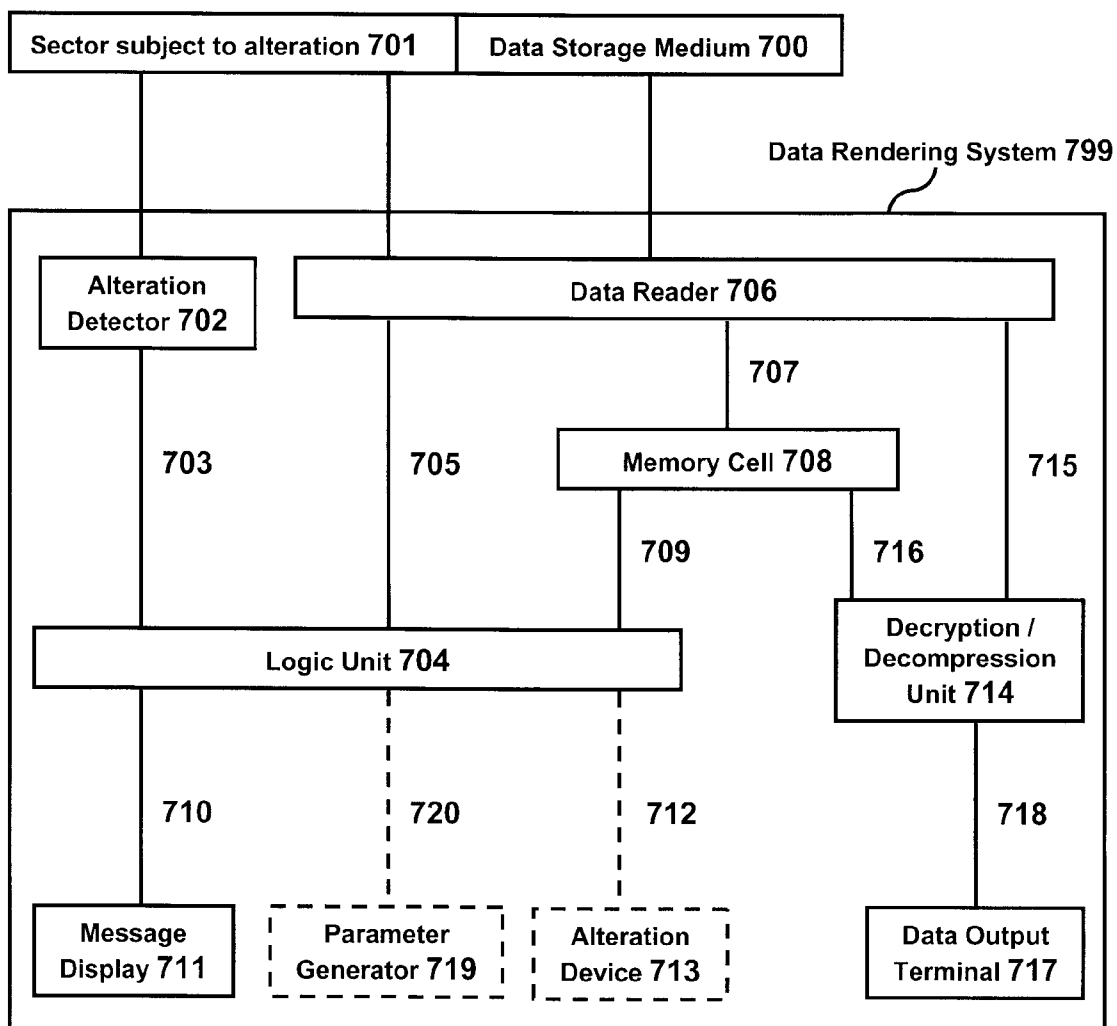 Sector subject to alteration 701
Data Storage Medium 700
Data Rendering System 799
Alteration
Detector 702
Data Reader 706
707
703
705
Memory Cell 708
715
709
716
Logic Unit 704
Decryption /
Decompression
Unit 714
710
720
712
718
Message
Display 711
Parameter
Generator 719
Alteration
Device 713
Data Output
Terminal 717